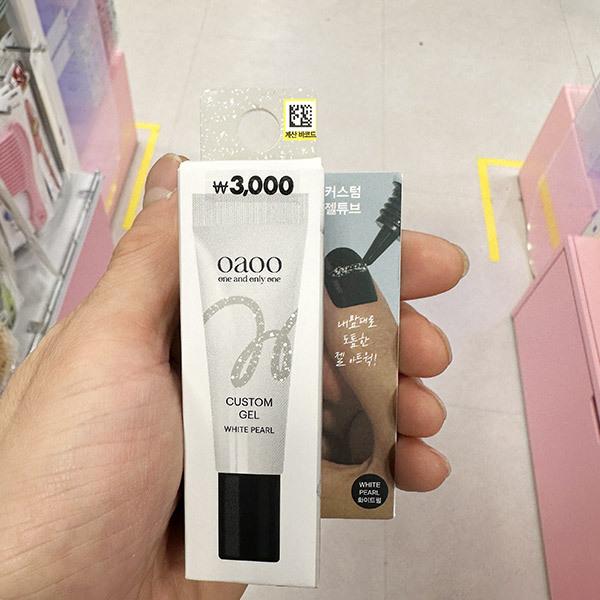 계산 바코드
₩3,000
oaoo
one and only one
CUSTOM
GEL
WHITE PEARL
커스텀
젤튜브
내맘대로
도톰한
젤 아트웍!
WHITE
PEARL
화이트펄